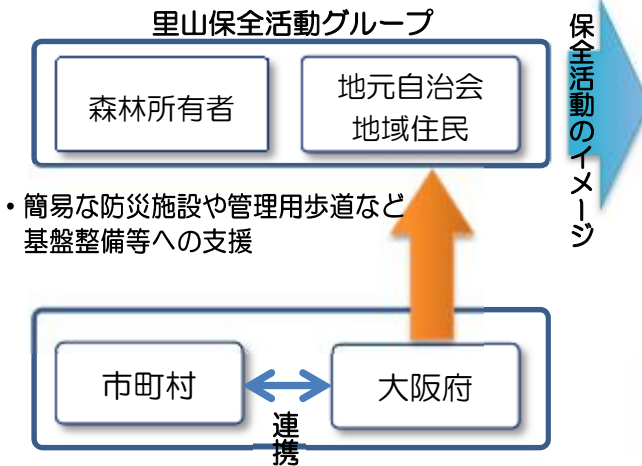 里山保全活動グループ
森林所有者
地元自治会
地域住民
保全活動のイメージ
・簡易な防災施設や管理用歩道など
基盤整備等への支援
市町村
大阪府
連携